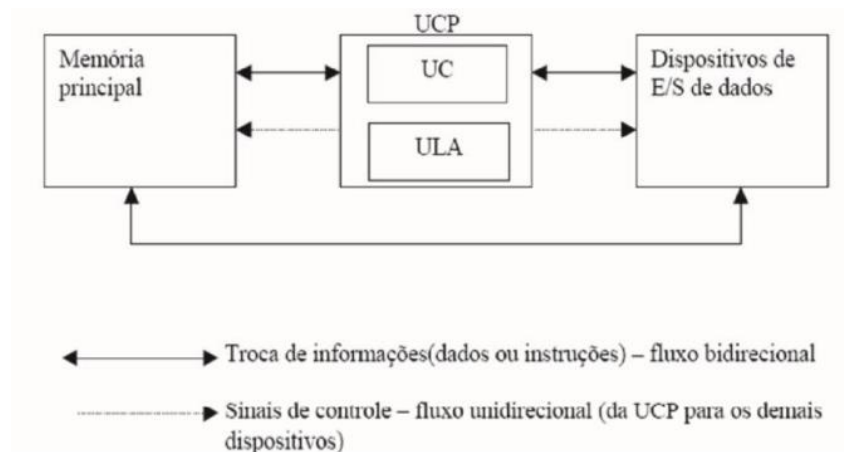 UCP
Memória
principal
UC
ULA
Dispositivos de
E/S de dados
Troca de informações(dados ou instruções) – fluxo bidirecional
Sinais de controle – fluxo unidirecional (da UCP para os demais
dispositivos)